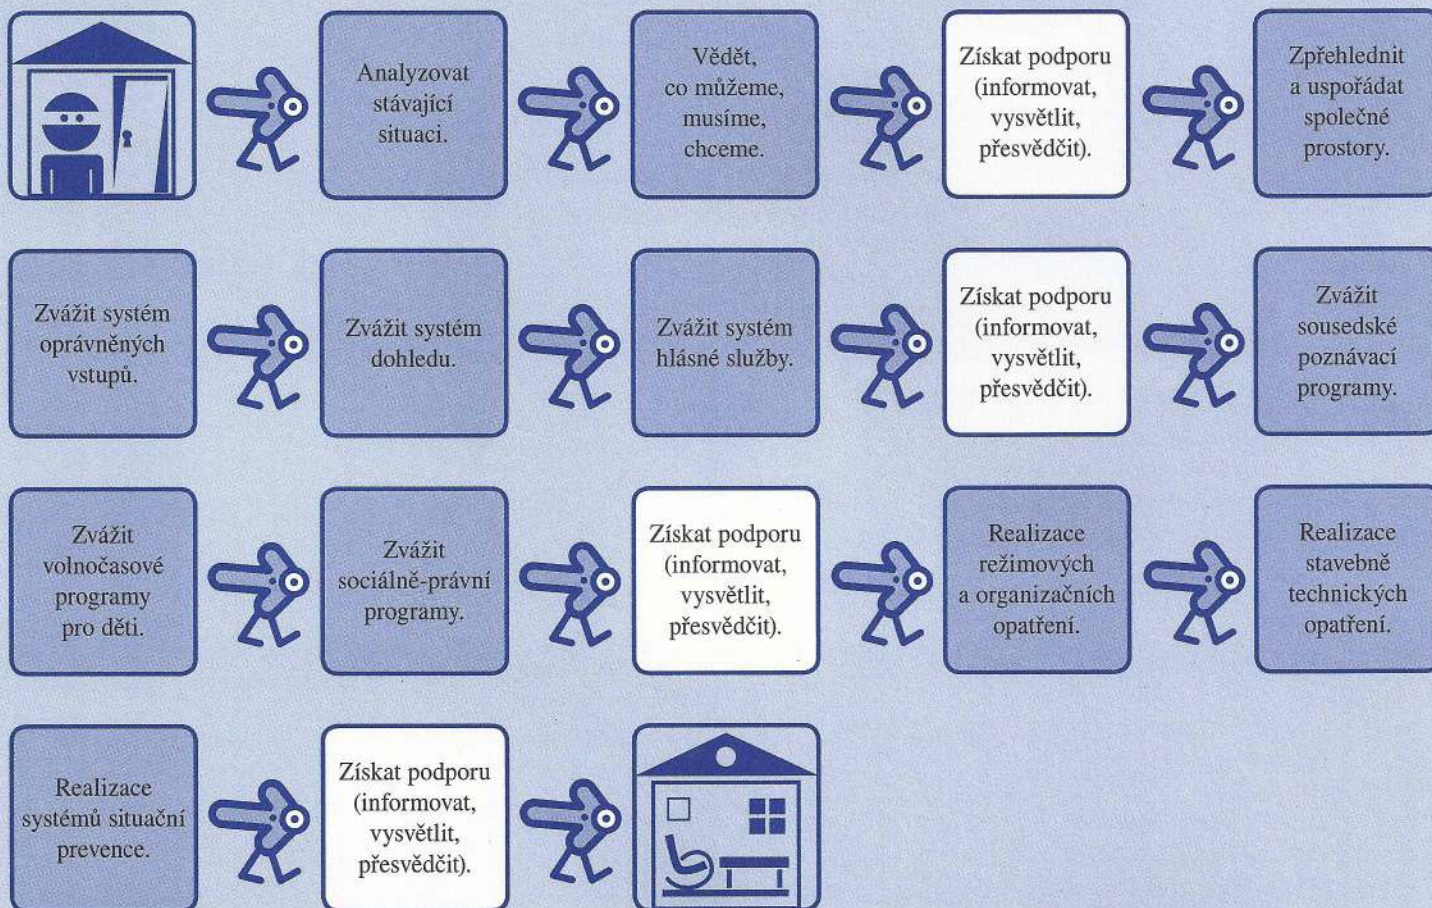 Analyzovat
stávající
situaci.
Vědět,
co můžeme,
musíme,
chceme.
Získat podporu
(informovat,
vysvětlit,
přesvědčit).
Zpřehlednit
a uspořádat
společné
prostory.
Zvážit systém
oprávněných
vstupů.
Zvážit systém
dohledu.
Zvážit systém
hlásné služby.
Získat podporu
(informovat,
vysvětlit,
přesvědčit).
Zvážit
sousedské
poznávací
programy.
Zvážit
volnočasové
programy
pro děti.
Zvážit
sociálně-právní
programy.
Získat podporu
(informovat,
vysvětlit,
přesvědčit).
Realizace
režimových
a organizačních
opatření.
Realizace
stavebně
technických
opatření.
Realizace
systémů situační
prevence.
Získat podporu
(informovat,
vysvětlit,
přesvědčit).